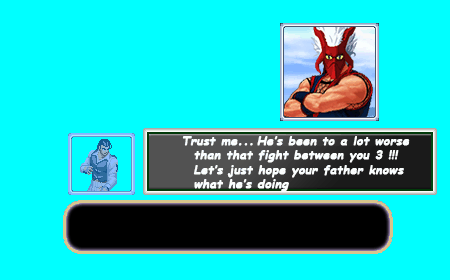 Trust me... He's been to a lot worse
than that fight between you 3 !!!
Let's just hope your father knows
what he's doing